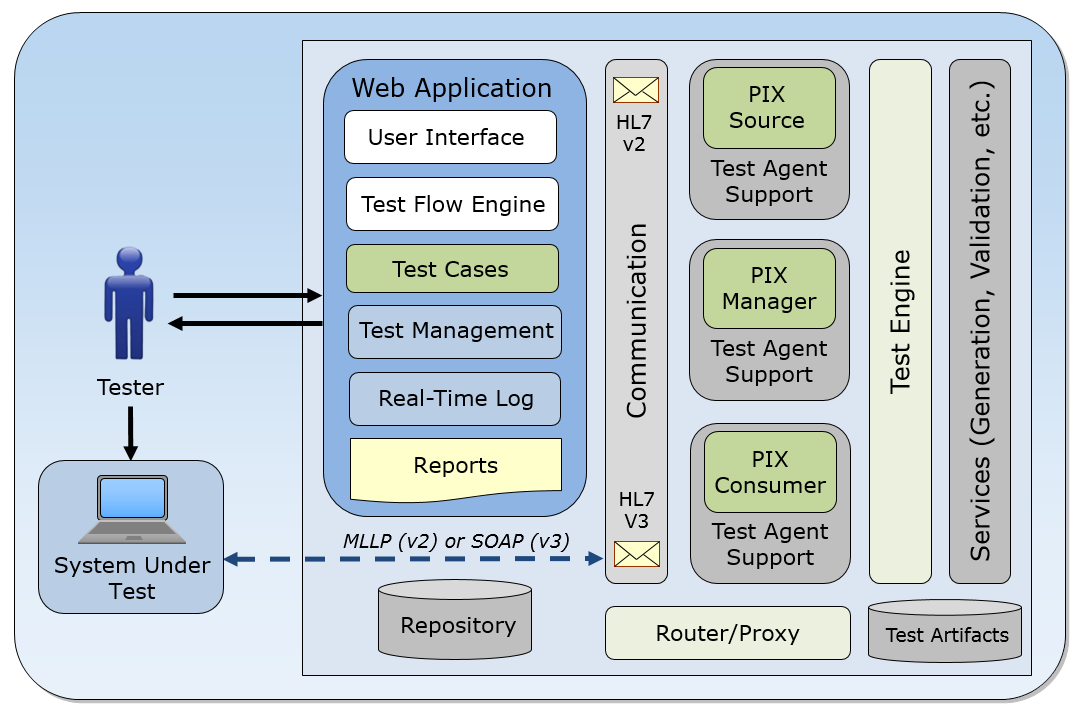 Web Application
User Interface
Test Flow Engine
Test Cases
Test Management
Real-Time Log
Reports
Tester
System Under
Test
MLLP (v2) or SOAP (v3)
Repository
HL7
v2
Communication
HL7
V3
PIX
Source
Test Agent
Support
PIX
Manager
Test Agent
Support
PIX
Consumer
Test Agent
Support
Router/Proxy
Test Engine
Services (Generation, Validation, etc.)
Test Artifacts